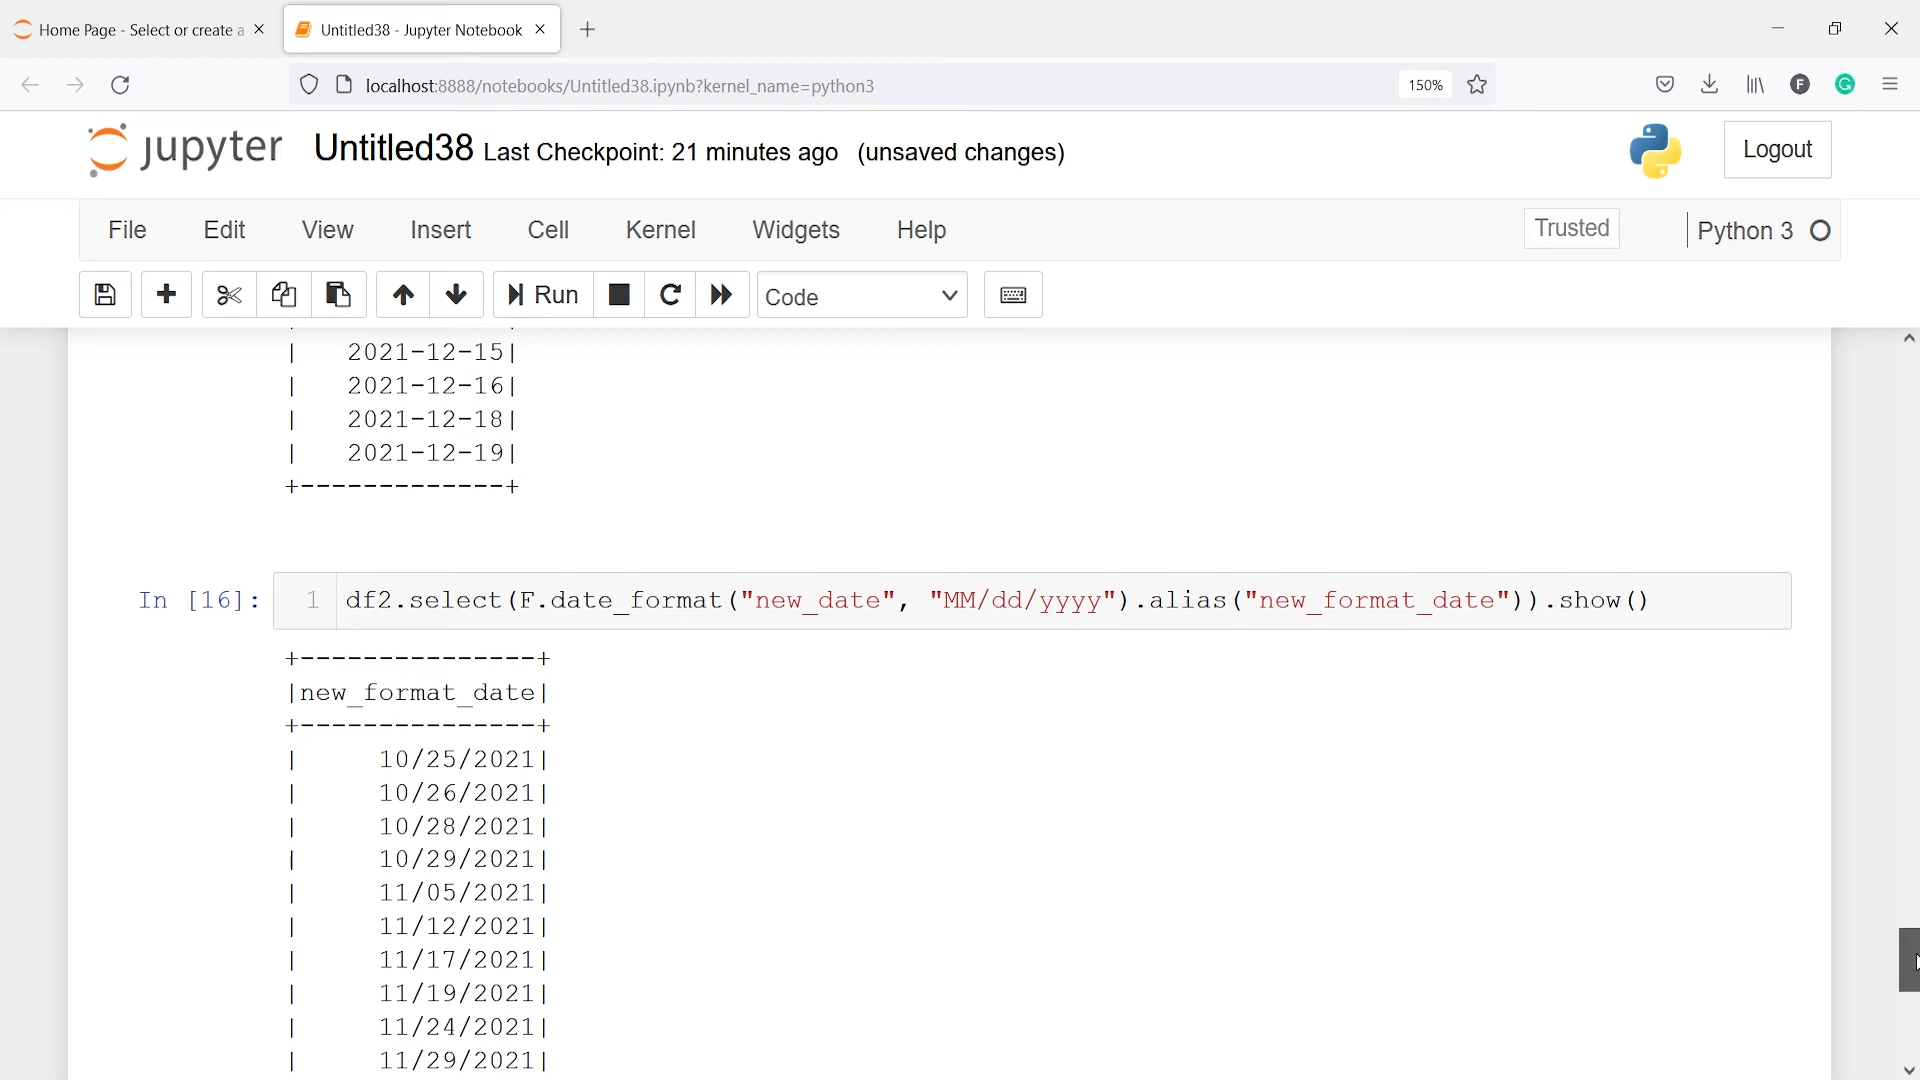 Home Page - Select or create a
Untitled38 - Jupyter Notebook
localhost:8888/notebooks/Untitled38.ipynb?kernel_name=python3
150%
F
G
jupyter Untitled38 Last Checkpoint: 21 minutes ago (unsaved changes)
Logout
File Edit View Insert Cell Kernel Widgets Help
Trusted
Python 3
Run
Code
|   2021-12-15|
|   2021-12-16|
|   2021-12-18|
|   2021-12-19|
+-------------+
In [16]: 1 df2.select(F.date_format("new_date", "MM/dd/yyyy").alias("new_format_date")).show()
+---------------+
|new_format_date|
+---------------+
|     10/25/2021|
|     10/26/2021|
|     10/28/2021|
|     10/29/2021|
|     11/05/2021|
|     11/12/2021|
|     11/17/2021|
|     11/19/2021|
|     11/24/2021|
|     11/29/2021|